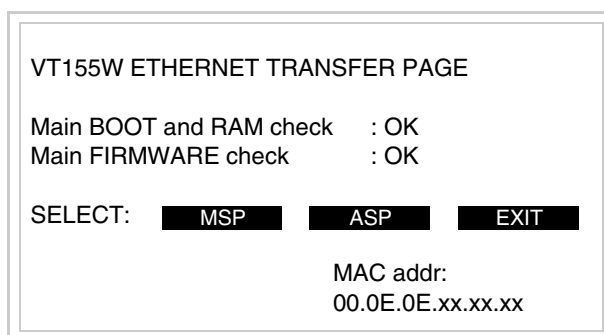 VT155W ETHERNET TRANSFER PAGE
Main BOOT and RAM check : OK
Main FIRMWARE check : OK
SELECT: MSP ASP EXIT
MAC addr:
00.0E.0E.xx.xx.xx